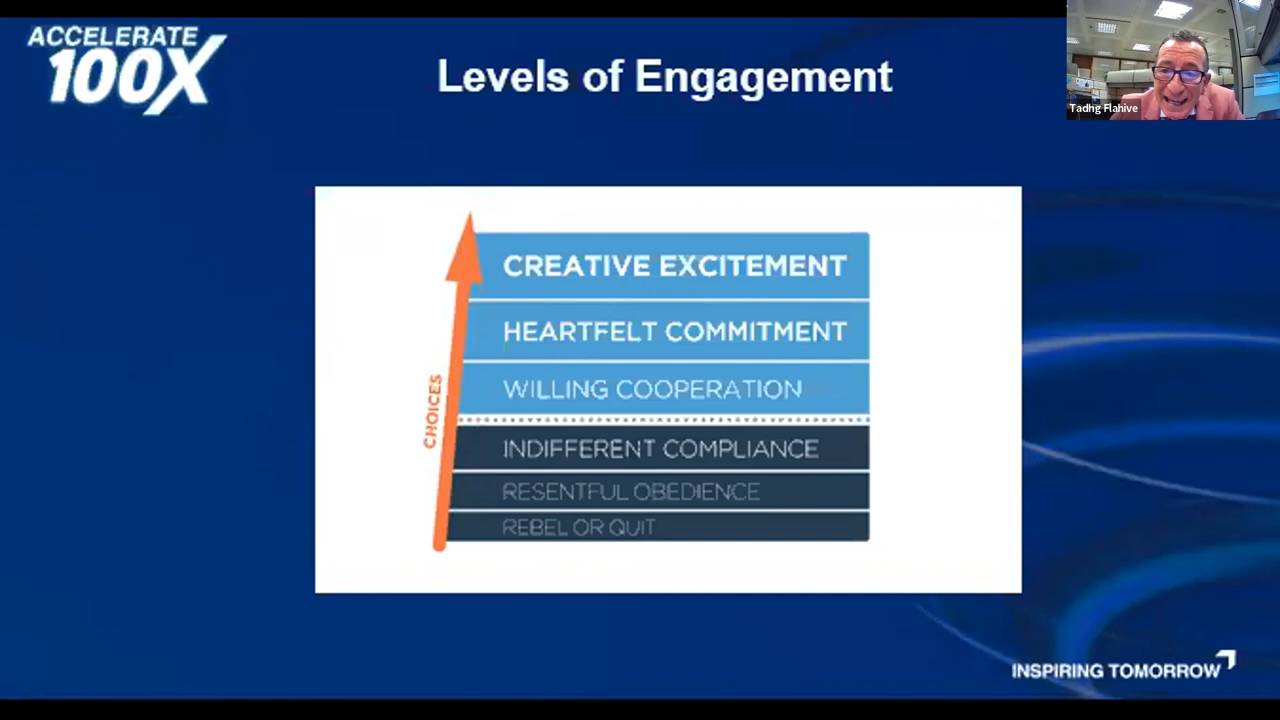 ACCELERATE
100X
Levels of Engagement
Tadhg Flahive
CREATIVE EXCITEMENT
HEARTFELT COMMITMENT
WILLING COOPERATION
CHOICES
INDIFFERENT COMPLIANCE
RESENTFUL OBEDIENCE
REBEL OR QUIT
INSPIRING TOMORROW